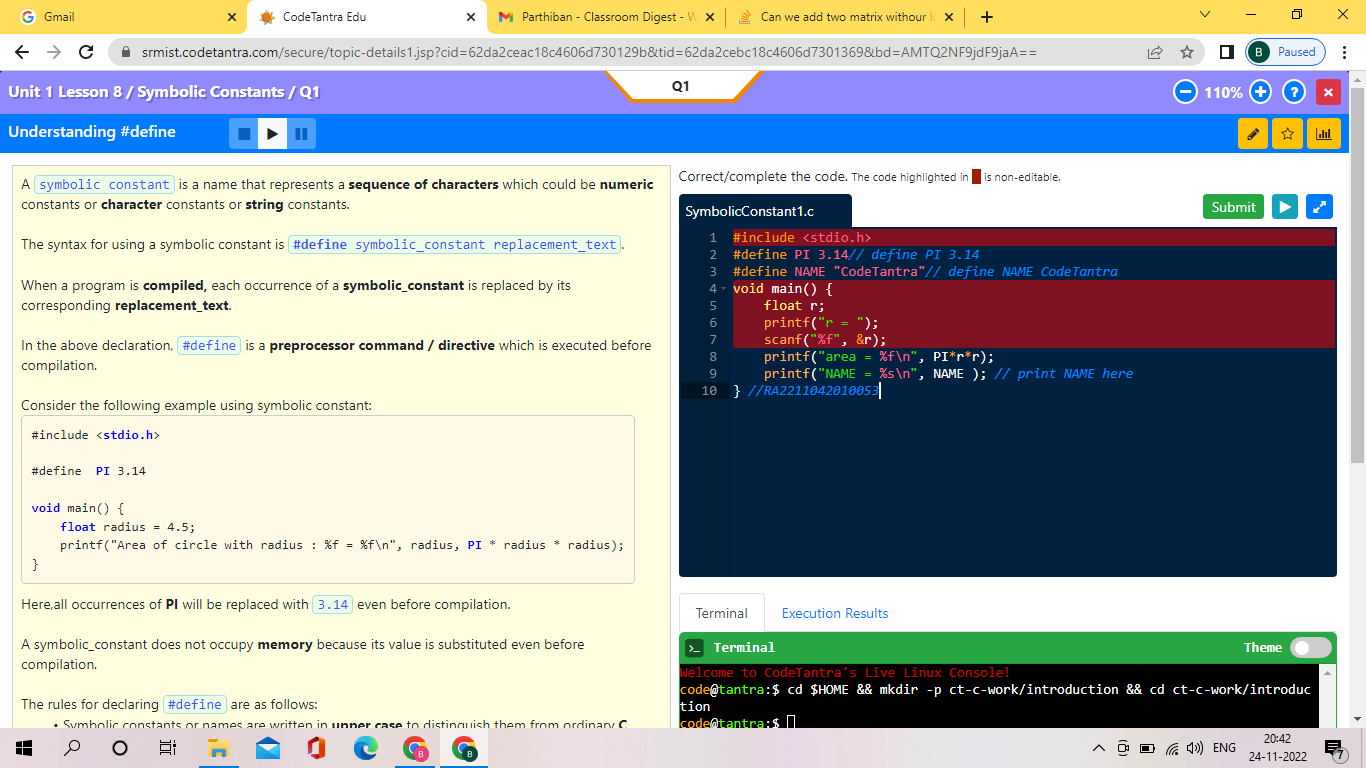 Gmail
CodeTantra Edu
Parthiban - Classroom Digest -
Can we add two matrix withour
srmist.codetantra.com/secure/topic-details1.jsp?cid=62da2ceac18c4606d730129b&tid=62da2cebc18c4606d7301369&bd=AMTQ2NF9jdF9jaA==
B Paused
Unit 1 Lesson 8 / Symbolic Constants / Q1
Q1
110%
?
Understanding #define
A symbolic constant is a name that represents a sequence of characters which could be numeric
constants or character constants or string constants.
The syntax for using a symbolic constant is #define symbolic_constant replacement_text.
When a program is compiled, each occurrence of a symbolic_constant is replaced by its
corresponding replacement_text.
In the above declaration, #define is a preprocessor command / directive which is executed before
compilation.
Consider the following example using symbolic constant:
#include <stdio.h>
#define  PI 3.14
void main() {
    float radius = 4.5;
    printf("Area of circle with radius : %f = %f\n", radius, PI * radius * radius);
}
Here,all occurrences of PI will be replaced with 3.14 even before compilation.
A symbolic_constant does not occupy memory because its value is substituted even before
compilation.
The rules for declaring #define are as follows:
• Symbolic constants or names are written in upper case to distinguish them from ordinary C
Correct/complete the code. The code highlighted in is non-editable.
SymbolicConstant1.c
Submit
1 #include <stdio.h>
2 #define PI 3.14// define PI 3.14
3 #define NAME "CodeTantra"// define NAME CodeTantra
4 void main() {
5     float r;
6     printf("r = ");
7     scanf("%f", &r);
8     printf("area = %f\n", PI*r*r);
9     printf("NAME = %s\n", NAME ); // print NAME here
10 } //RA2211042010053
Terminal
Execution Results
>_ Terminal
Theme
Welcome to CodeTantra's Live Linux Console!
code@tantra:$ cd $HOME && mkdir -p ct-c-work/introduction && cd ct-c-work/introduc
tion
code@tantra:$
B
B
ENG
20:42
24-11-2022
7